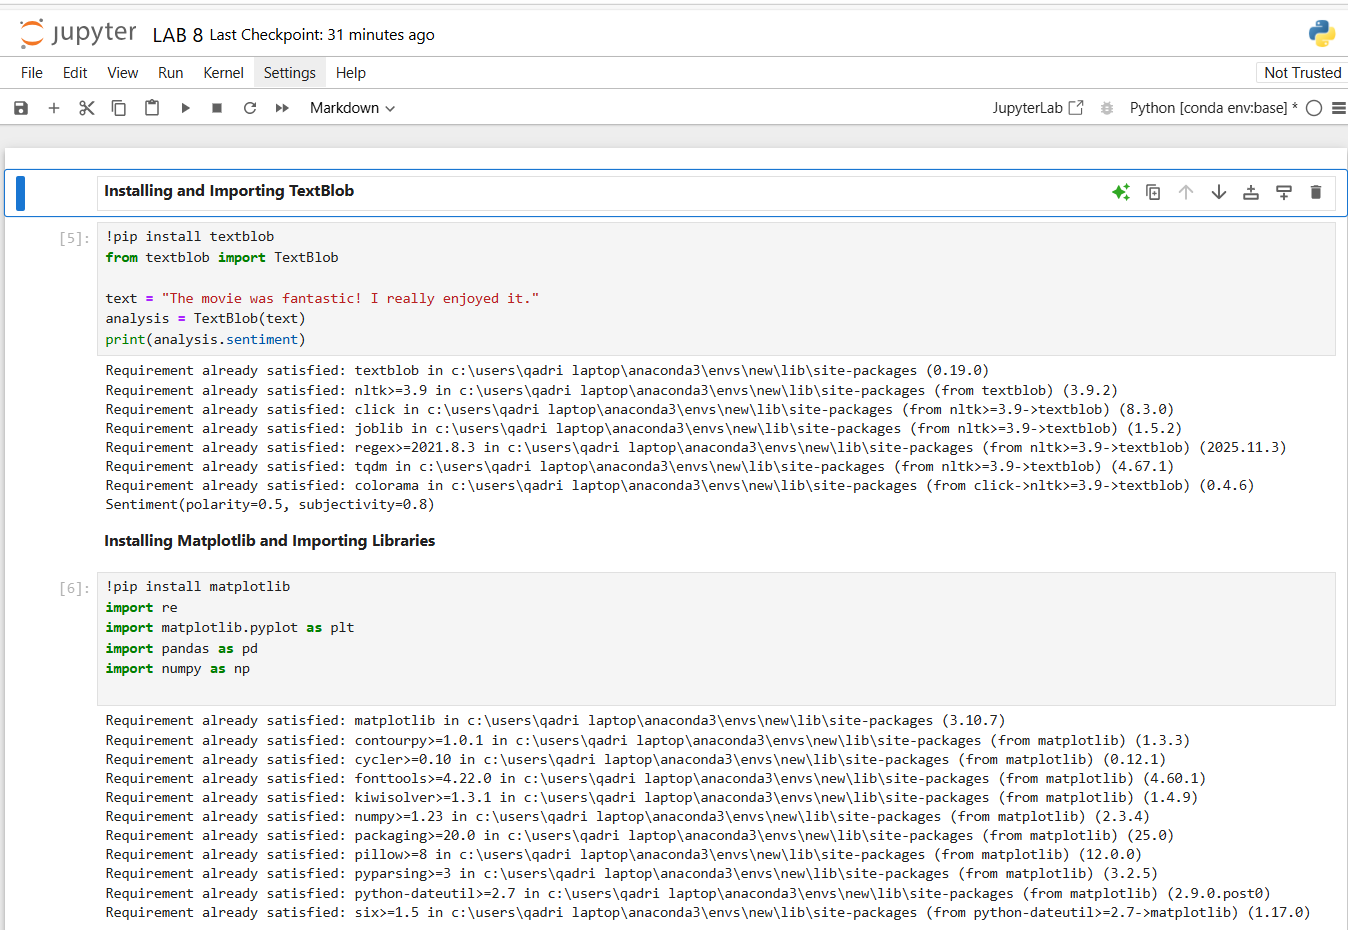 jupyter LAB 8 Last Checkpoint: 31 minutes ago
File Edit View Run Kernel Settings Help Not Trusted
Markdown JupyterLab Python [conda env:base] *
Installing and Importing TextBlob
[5]: !pip install textblob
from textblob import TextBlob
text = "The movie was fantastic! I really enjoyed it."
analysis = TextBlob(text)
print(analysis.sentiment)
Requirement already satisfied: textblob in c:\users\qadri laptop\anaconda3\envs\new\lib\site-packages (0.19.0)
Requirement already satisfied: nltk>=3.9 in c:\users\qadri laptop\anaconda3\envs\new\lib\site-packages (from textblob) (3.9.2)
Requirement already satisfied: click in c:\users\qadri laptop\anaconda3\envs\new\lib\site-packages (from nltk>=3.9->textblob) (8.3.0)
Requirement already satisfied: joblib in c:\users\qadri laptop\anaconda3\envs\new\lib\site-packages (from nltk>=3.9->textblob) (1.5.2)
Requirement already satisfied: regex>=2021.8.3 in c:\users\qadri laptop\anaconda3\envs\new\lib\site-packages (from nltk>=3.9->textblob) (2025.11.3)
Requirement already satisfied: tqdm in c:\users\qadri laptop\anaconda3\envs\new\lib\site-packages (from nltk>=3.9->textblob) (4.67.1)
Requirement already satisfied: colorama in c:\users\qadri laptop\anaconda3\envs\new\lib\site-packages (from click->nltk>=3.9->textblob) (0.4.6)
Sentiment(polarity=0.5, subjectivity=0.8)
Installing Matplotlib and Importing Libraries
[6]: !pip install matplotlib
import re
import matplotlib.pyplot as plt
import pandas as pd
import numpy as np
Requirement already satisfied: matplotlib in c:\users\qadri laptop\anaconda3\envs\new\lib\site-packages (3.10.7)
Requirement already satisfied: contourpy>=1.0.1 in c:\users\qadri laptop\anaconda3\envs\new\lib\site-packages (from matplotlib) (1.3.3)
Requirement already satisfied: cycler>=0.10 in c:\users\qadri laptop\anaconda3\envs\new\lib\site-packages (from matplotlib) (0.12.1)
Requirement already satisfied: fonttools>=4.22.0 in c:\users\qadri laptop\anaconda3\envs\new\lib\site-packages (from matplotlib) (4.60.1)
Requirement already satisfied: kiwisolver>=1.3.1 in c:\users\qadri laptop\anaconda3\envs\new\lib\site-packages (from matplotlib) (1.4.9)
Requirement already satisfied: numpy>=1.23 in c:\users\qadri laptop\anaconda3\envs\new\lib\site-packages (from matplotlib) (2.3.4)
Requirement already satisfied: packaging>=20.0 in c:\users\qadri laptop\anaconda3\envs\new\lib\site-packages (from matplotlib) (25.0)
Requirement already satisfied: pillow>=8 in c:\users\qadri laptop\anaconda3\envs\new\lib\site-packages (from matplotlib) (12.0.0)
Requirement already satisfied: pyparsing>=3 in c:\users\qadri laptop\anaconda3\envs\new\lib\site-packages (from matplotlib) (3.2.5)
Requirement already satisfied: python-dateutil>=2.7 in c:\users\qadri laptop\anaconda3\envs\new\lib\site-packages (from matplotlib) (2.9.0.post0)
Requirement already satisfied: six>=1.5 in c:\users\qadri laptop\anaconda3\envs\new\lib\site-packages (from python-dateutil>=2.7->matplotlib) (1.17.0)